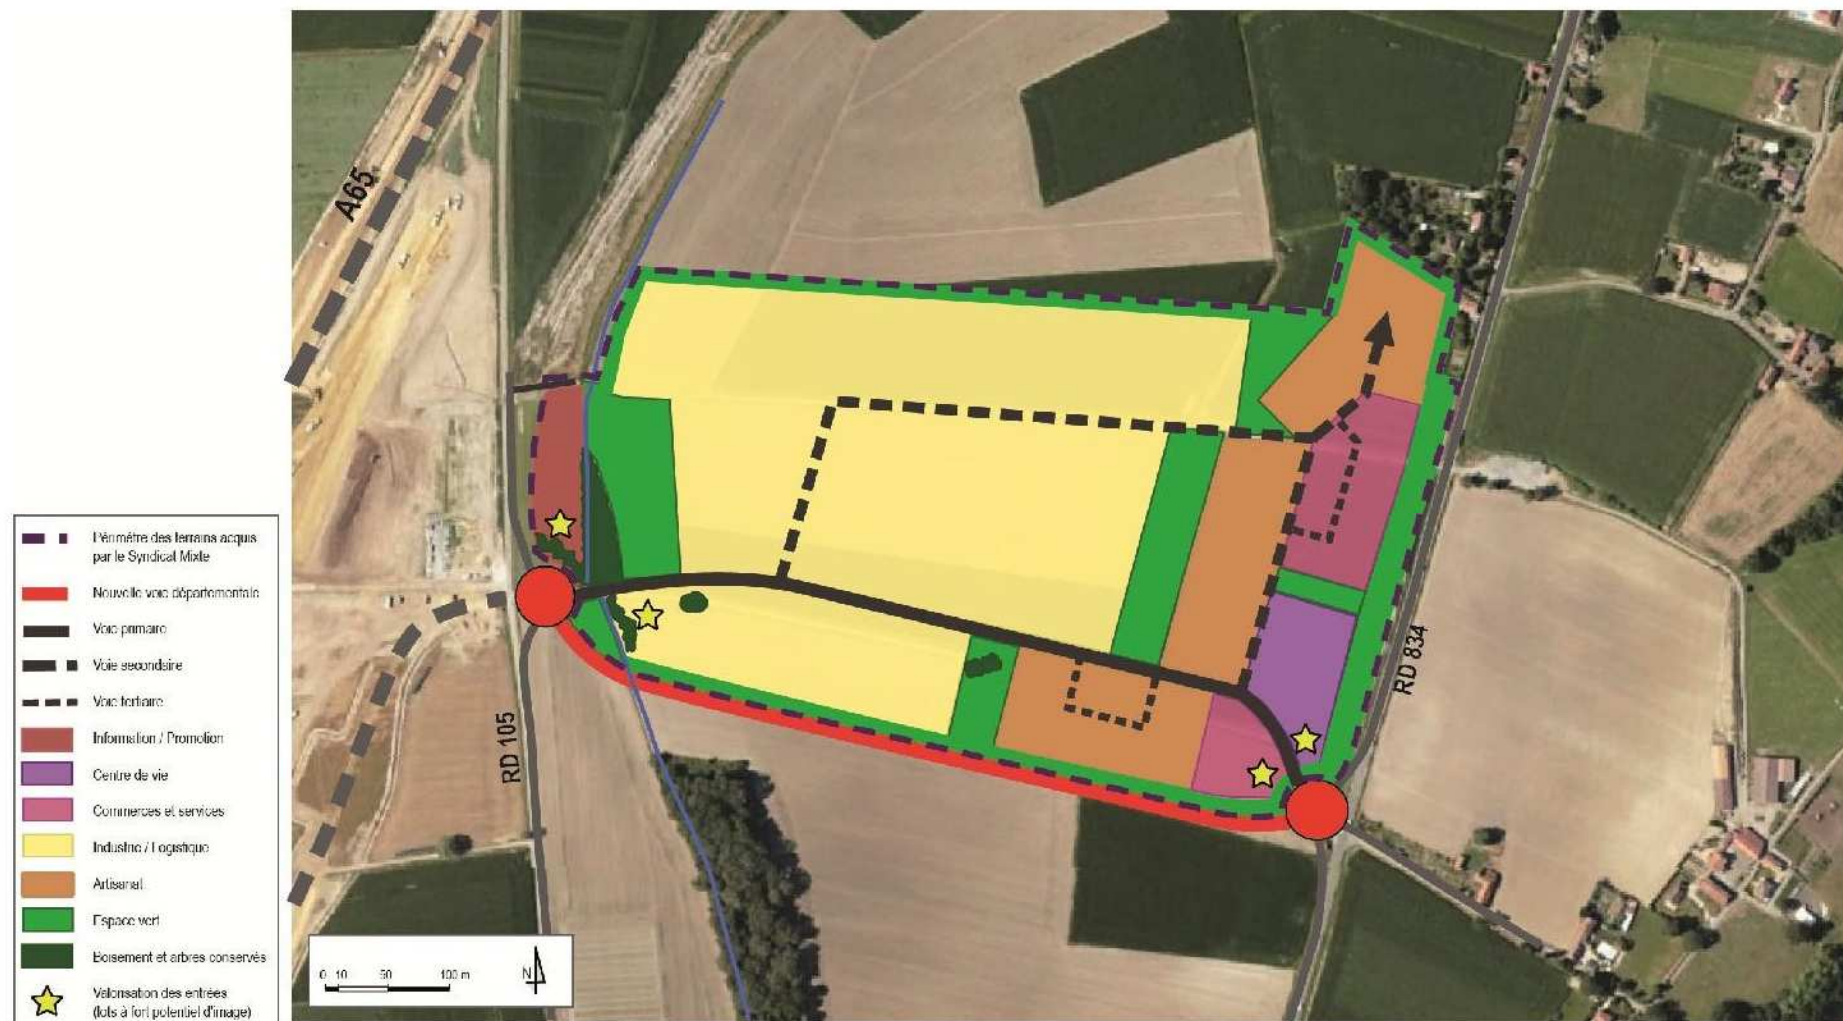 A65
RD 105
RD 834
Périmètre des terrains acquis
par le Syndicat Mixte
Nouvelle voie départementale
Voie primaire
Voie secondaire
Voie tertiaire
Information / Promotion
Centre de vie
Commerces et services
Industrie / Logistique
Artisanat
Espace vert
Boisement et arbres conservés
Valorisation des entrées
(lots à fort potentiel d'image)
0 10 50 100 m
N